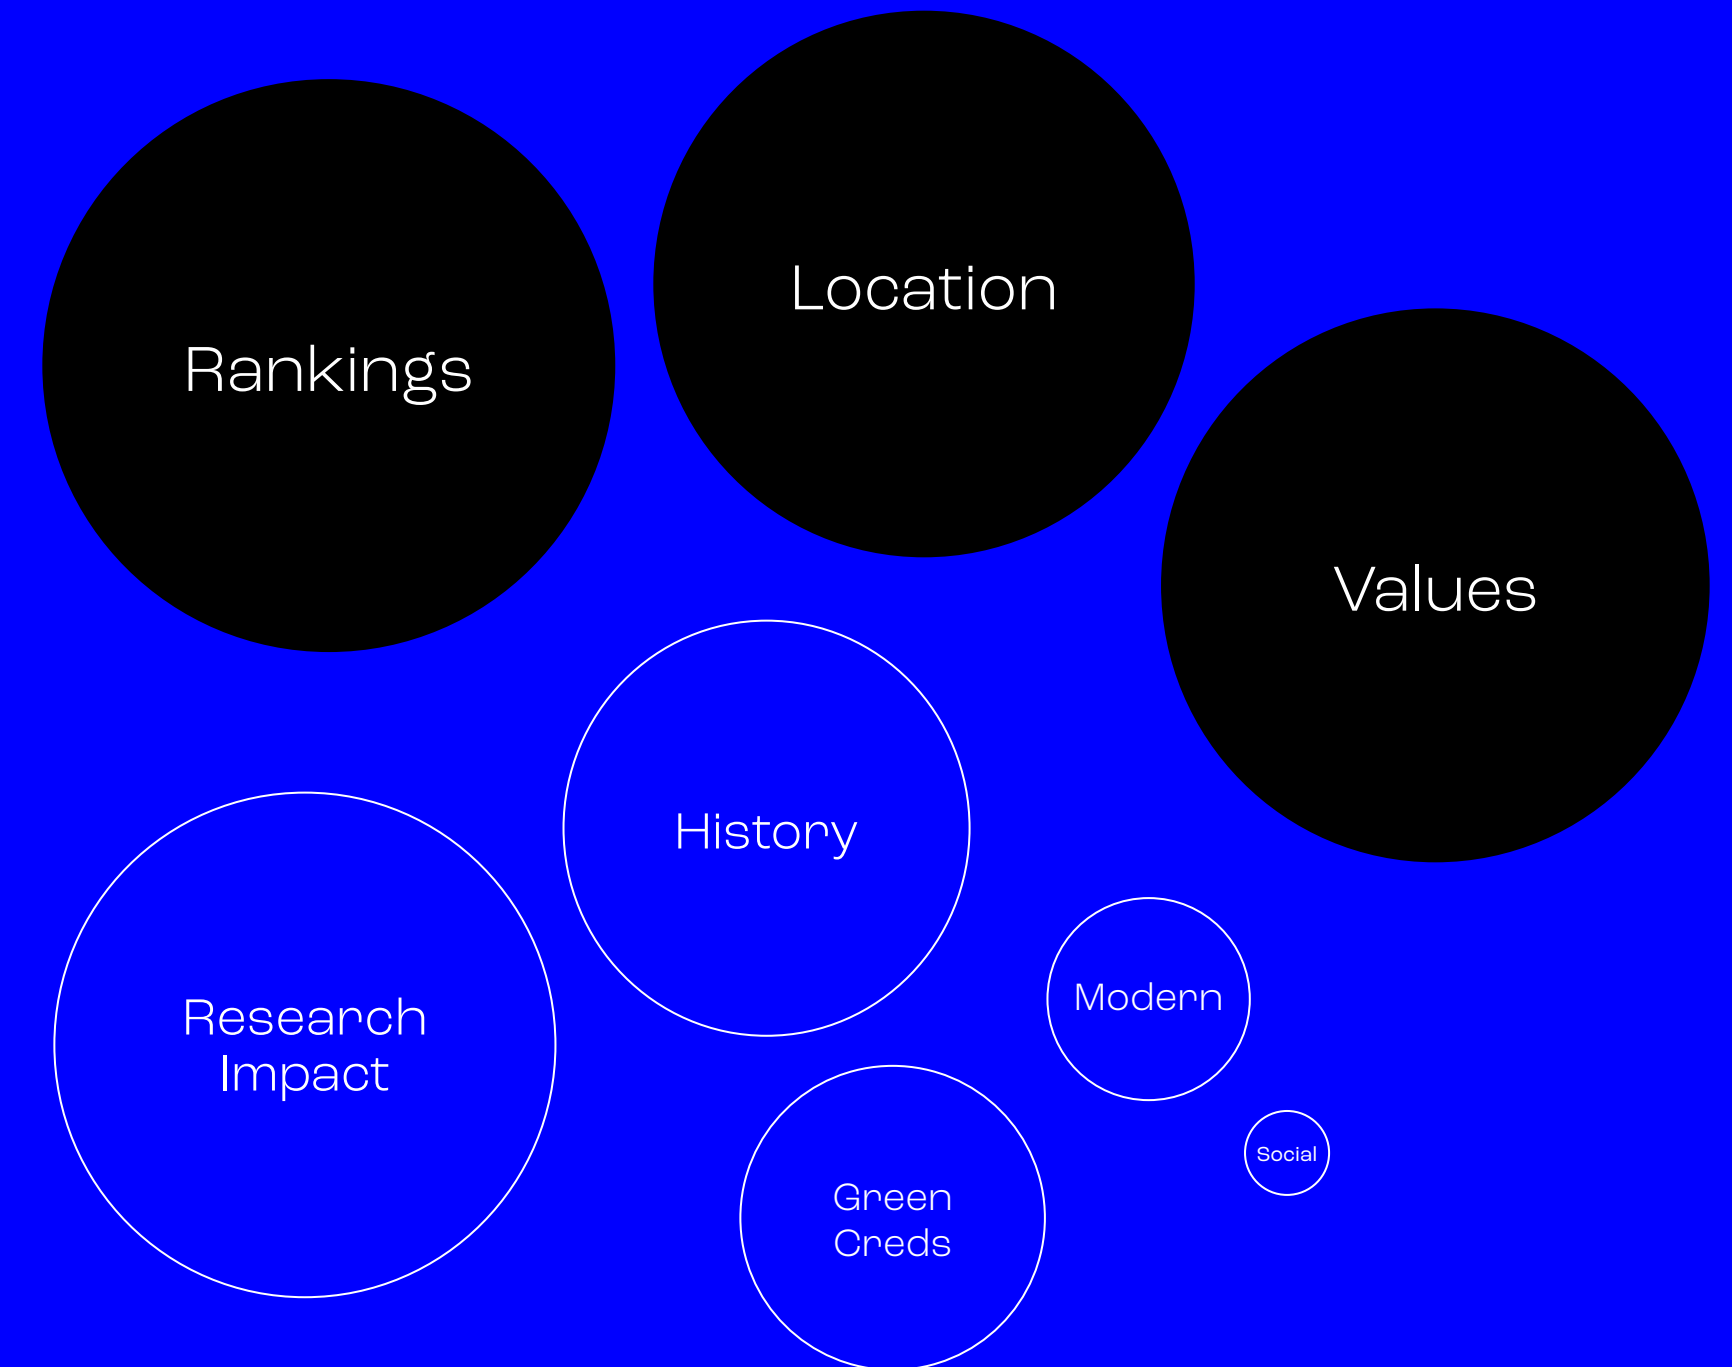 Location
Rankings
Values
History
Research
Impact
Modern
Social
Green
Creds